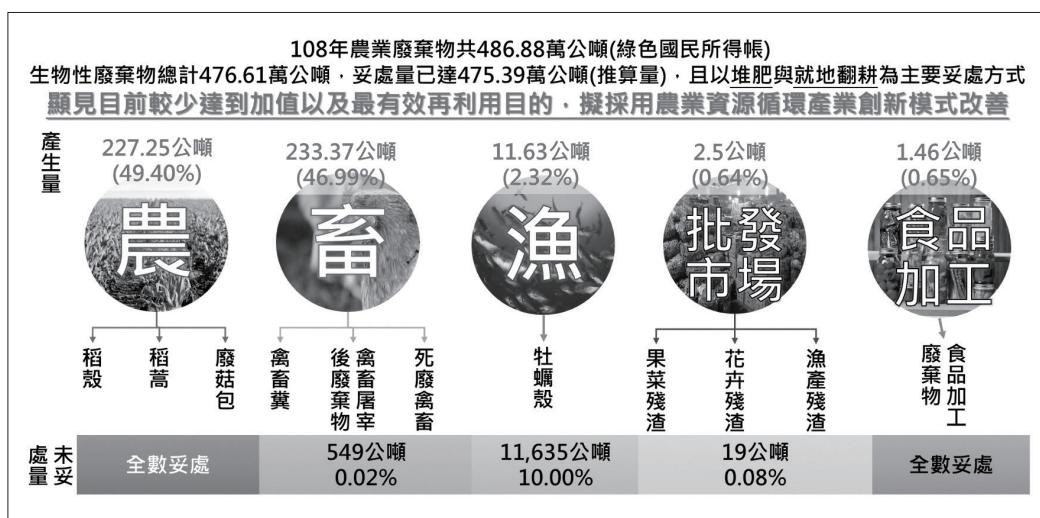 108年農業廢棄物共486.88萬公噸(綠色國民所得帳)
生物性廢棄物總計476.61萬公噸，妥處量已達475.39萬公噸(推算量)，且以堆肥與就地翻耕為主要妥處方式
顯見目前較少達到加值以及最有效再利用目的，擬採用農業資源循環產業創新模式改善
產生量
227.25公噸
(49.40%)
農
稻殼
稻蒿
廢菇包
233.37公噸
(46.99%)
畜
禽畜糞
禽畜屠宰
後廢棄物
死廢禽畜
11.63公噸
(2.32%)
漁
牡蠣殼
2.5公噸
(0.64%)
批發
市場
果菜殘渣
花卉殘渣
漁產殘渣
1.46公噸
(0.65%)
食品
加工
食品加工
廢棄物
未妥
處量
全數妥處
549公噸
0.02%
11,635公噸
10.00%
19公噸
0.08%
全數妥處